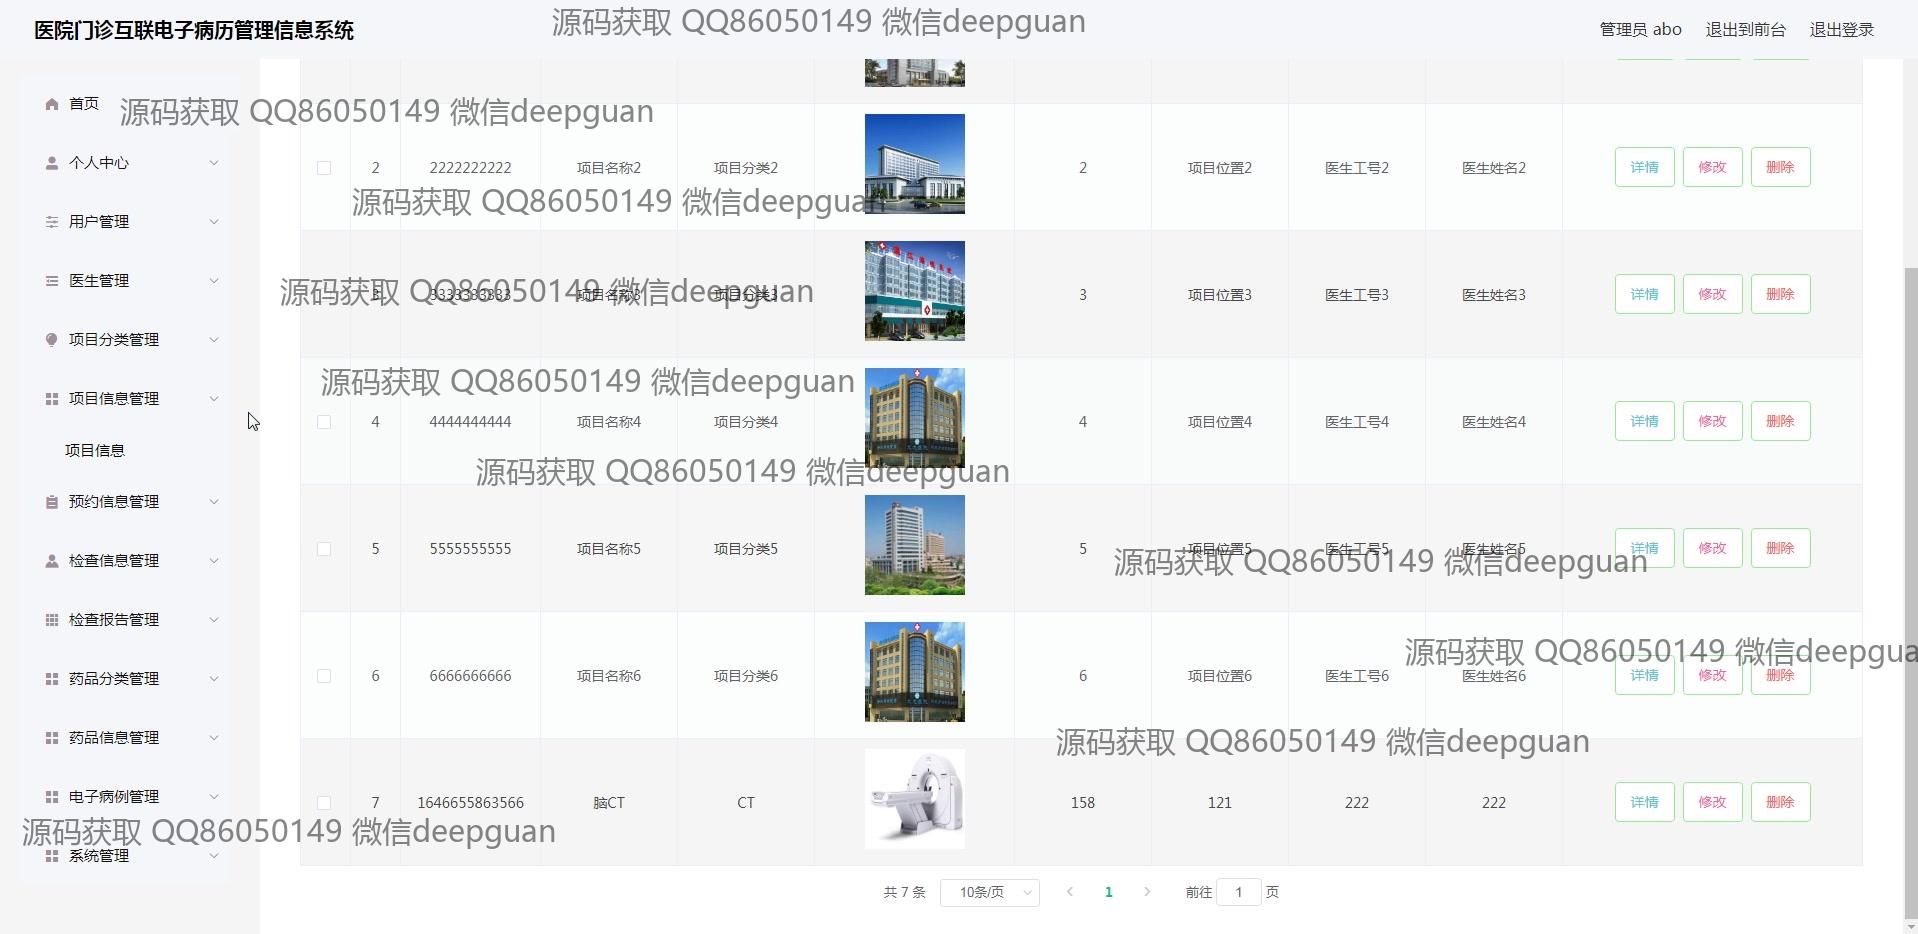 医院门诊互联电子病历管理信息系统
源码获取 QQ86050149 微信deepguan
管理员 abo 退出到前台 退出登录
首页
源码获取 QQ86050149 微信deepguan
个人中心
2 2222222222 项目名称2 项目分类2 2 项目位置2 医生工号2 医生姓名2 详情 修改 删除
源码获取 QQ86050149 微信deepguan
用户管理
医生管理
源码获取 QQ86050149 微信deepguan
3 3333333333 项目名称3 项目分类3 3 项目位置3 医生工号3 医生姓名3 详情 修改 删除
项目分类管理
源码获取 QQ86050149 微信deepguan
项目信息管理
4 4444444444 项目名称4 项目分类4 4 项目位置4 医生工号4 医生姓名4 详情 修改 删除
项目信息
源码获取 QQ86050149 微信deepguan
预约信息管理
5 5555555555 项目名称5 项目分类5 5 项目位置5 医生工号5 医生姓名5 详情 修改 删除
源码获取 QQ86050149 微信deepguan
检查信息管理
检查报告管理
源码获取 QQ86050149 微信deepgua
6 6666666666 项目名称6 项目分类6 6 项目位置6 医生工号6 医生姓名6 详情 修改 删除
药品分类管理
药品信息管理
源码获取 QQ86050149 微信deepguan
电子病例管理
7 1646655863566 脑CT CT 158 121 222 222 详情 修改 删除
源码获取 QQ86050149 微信deepguan
系统管理
共 7 条 10条/页 1 前往 1 页